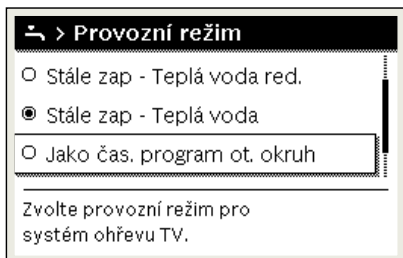 > Provozní režim
Stále zap - Teplá voda red.
Stále zap - Teplá voda
Jako čas. program ot. okruh
Zvolte provozní režim pro
systém ohřevu TV.